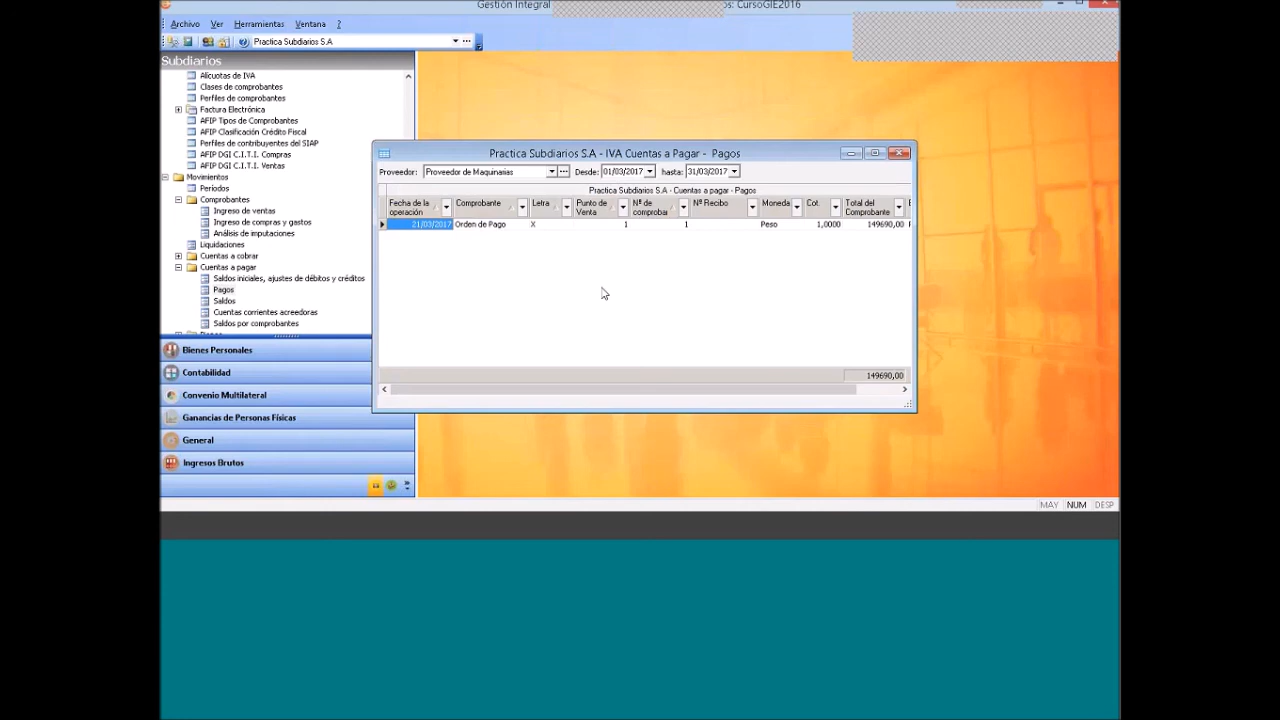 Gestión Integral os: CursoGIE2016
Archivo Ver Herramientas Ventana ?
Practica Subdiarios S.A
Subdiarios
Alícuotas de IVA
Clases de comprobantes
Perfiles de comprobantes
Factura Electrónica
AFIP Tipos de Comprobantes
AFIP Clasificación Crédito Fiscal
Perfiles de contribuyentes del SIAP
AFIP DGI C.I.T.I. Compras
AFIP DGI C.I.T.I. Ventas
Movimientos
Períodos
Comprobantes
Ingreso de ventas
Ingreso de compras y gastos
Análisis de imputaciones
Liquidaciones
Cuentas a cobrar
Cuentas a pagar
Saldos iniciales, ajustes de débitos y créditos
Pagos
Saldos
Cuentas corrientes acreedoras
Saldos por comprobantes
Bienes Personales
Contabilidad
Convenio Multilateral
Ganancias de Personas Físicas
General
Ingresos Brutos
Practica Subdiarios S.A - IVA Cuentas a Pagar - Pagos
Proveedor: Proveedor de Maquinarias Desde: 01/03/2017 hasta: 31/03/2017
Practica Subdiarios S.A - Cuentas a pagar - Pagos
Fecha de la operación Comprobante Letra Punto de Venta Nº de comproba Nº Recibo Moneda Cot. Total del Comprobante
21/03/2017 Orden de Pago X 1 1 Peso 1,0000 149690,00
149690,00
MAY NUM DESP